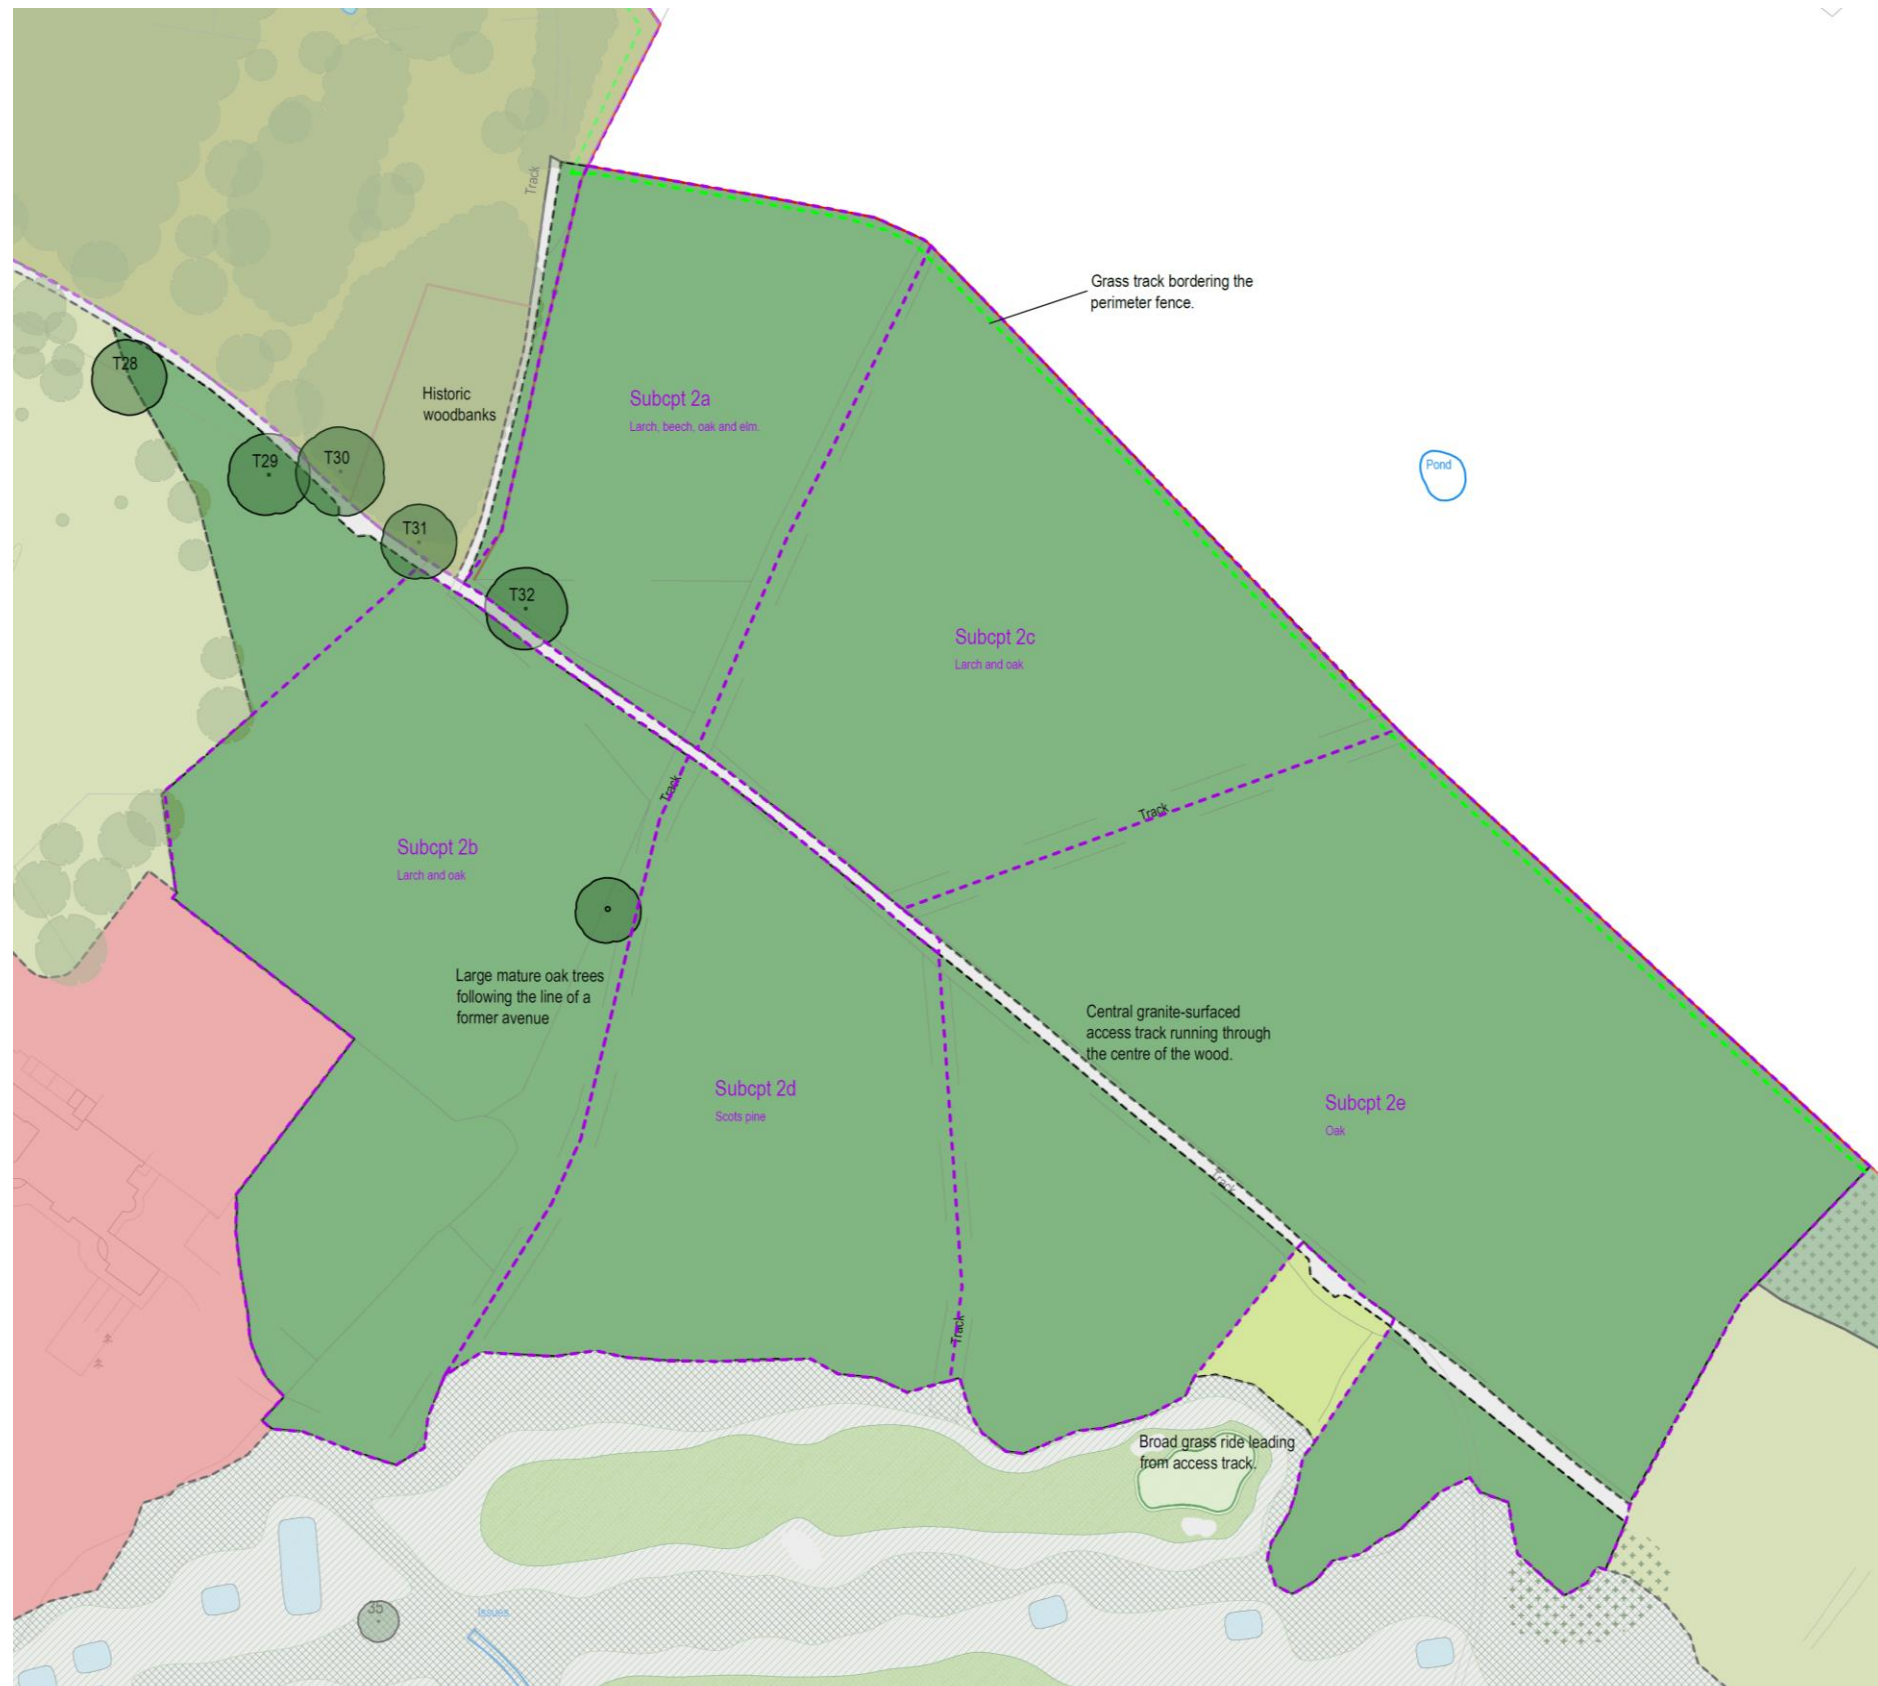 Track
Grass track bordering the
perimeter fence.
T28
Historic
woodbanks
Subcpt 2a
Larch, beech, oak and elm.
T29
T30
Pond
T31
T32
Subcpt 2c
Larch and oak
Track
Track
Subcpt 2b
Larch and oak
Large mature oak trees
following the line of a
former avenue
Central granite-surfaced
access track running through
the centre of the wood.
Subcpt 2d
Scots pine
Subcpt 2e
Oak
Track
Track
Broad grass ride leading
from access track.
35
Issues